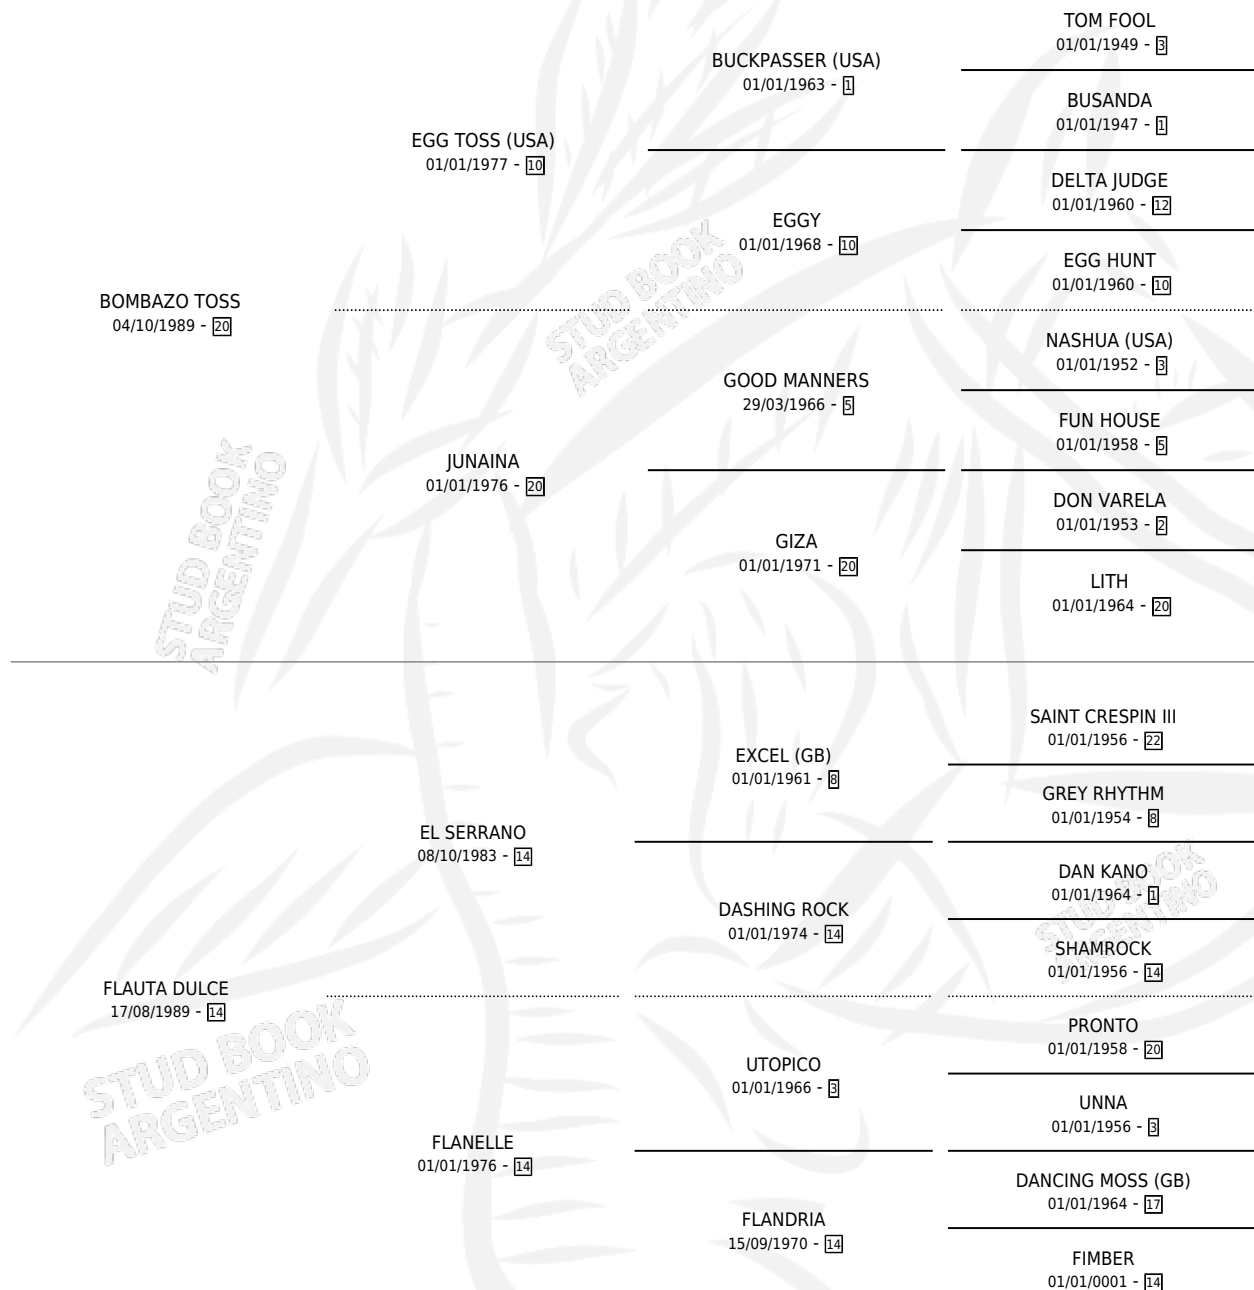 TOM FOOL
01/01/1949 - 3
BUCKPASSER (USA)
01/01/1963 - 1
BUSANDA
01/01/1947 - 1
EGG TOSS (USA)
01/01/1977 - 10
DELTA JUDGE
01/01/1960 - 12
EGGY
01/01/1968 - 10
EGG HUNT
01/01/1960 - 10
BOMBAZO TOSS
04/10/1989 - 20
STUD BOOK
ARGENTINO
NASHUA (USA)
01/01/1952 - 3
GOOD MANNERS
29/03/1966 - 5
FUN HOUSE
01/01/1958 - 5
JUNAINA
01/01/1976 - 20
DON VARELA
01/01/1953 - 2
GIZA
01/01/1971 - 20
LITH
01/01/1964 - 20
STUD BOOK
ARGENTINO
SAINT CRESPIN III
01/01/1956 - 22
EXCEL (GB)
01/01/1961 - 8
GREY RHYTHM
01/01/1954 - 8
EL SERRANO
08/10/1983 - 14
DAN KANO
01/01/1964 - 1
DASHING ROCK
01/01/1974 - 14
SHAMROCK
01/01/1956 - 14
STUD BOOK
ARGENTINO
FLAUTA DULCE
17/08/1989 - 14
STUD BOOK
ARGENTINO
PRONTO
01/01/1958 - 20
UTOPICO
01/01/1966 - 3
UNNA
01/01/1956 - 3
FLANELLE
01/01/1976 - 14
DANCING MOSS (GB)
01/01/1964 - 17
FLANDRIA
15/09/1970 - 14
FIMBER
01/01/0001 - 14